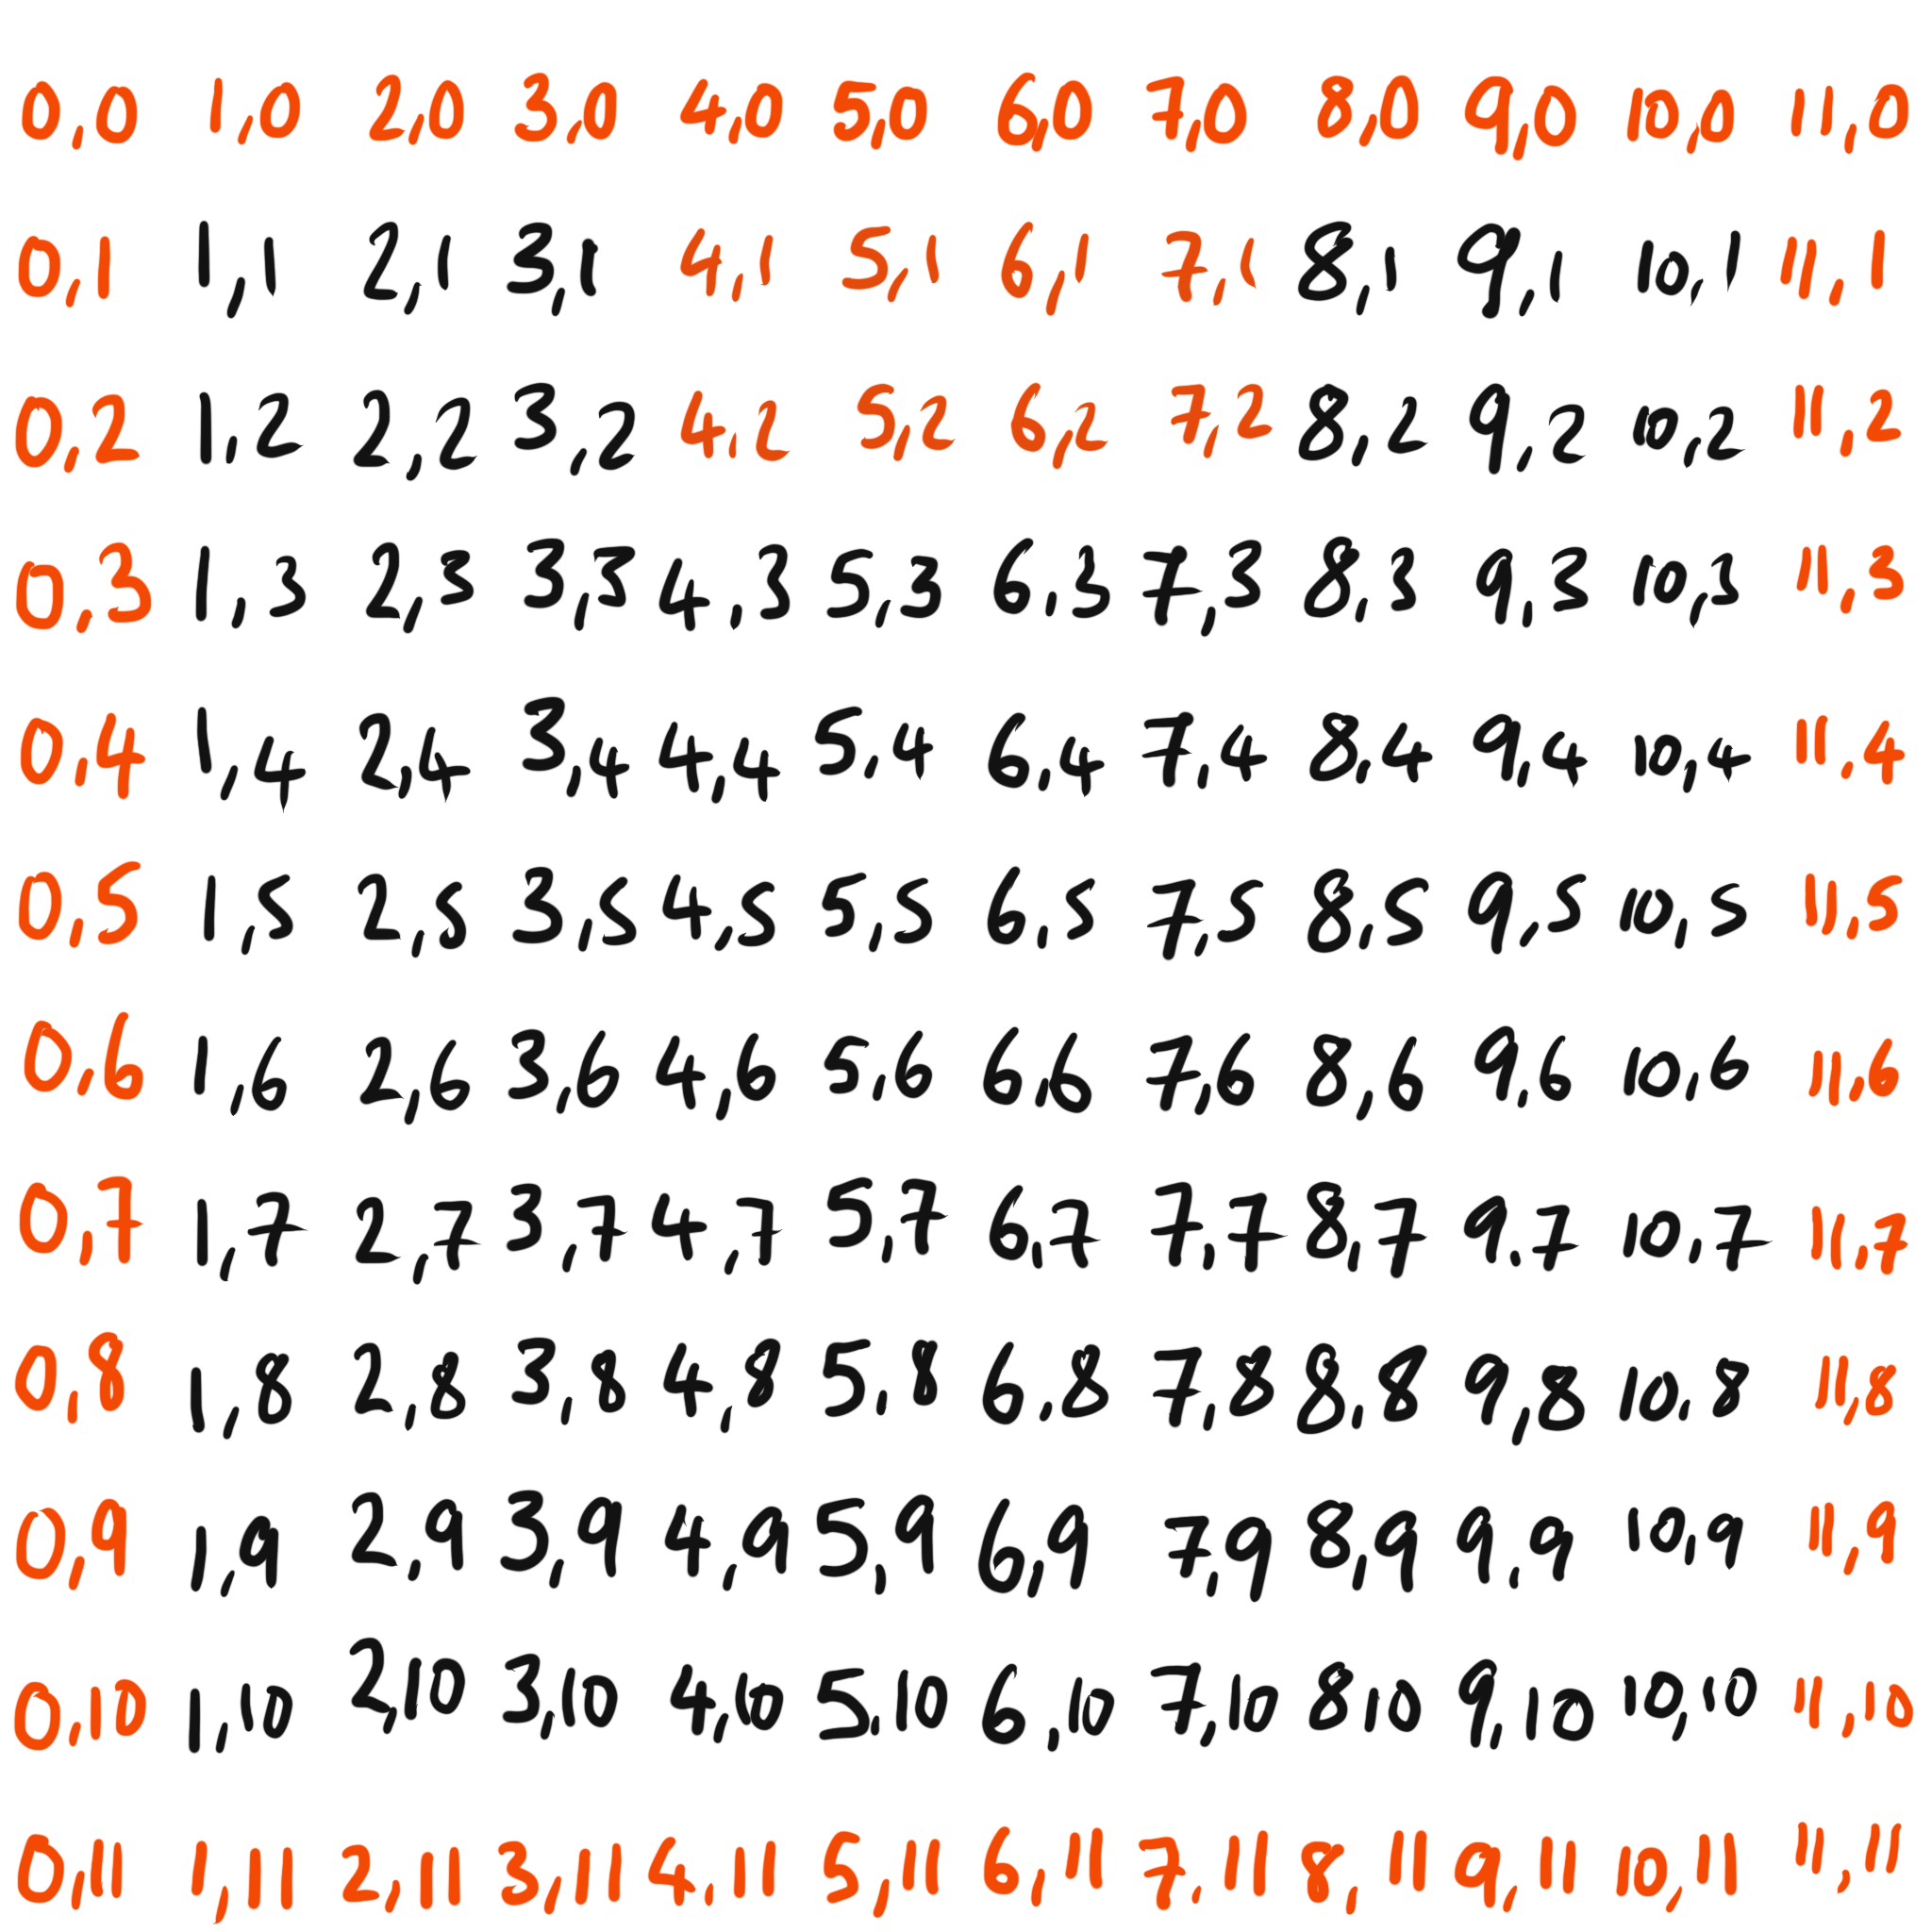 0,0 1,0 2,0 3,0 4,0 5,0 6,0 7,0 8,0 9,0 10,0 11,0
0,1 1,1 2,1 3,1 4,1 5,1 6,1 7,1 8,1 9,1 10,1 11,1
0,2 1,2 2,2 3,2 4,2 5,2 6,2 7,2 8,2 9,2 10,2 11,2
0,3 1,3 2,3 3,3 4,3 5,3 6,3 7,3 8,3 9,3 10,3 11,3
0,4 1,4 2,4 3,4 4,4 5,4 6,4 7,4 8,4 9,4 10,4 11,4
0,5 1,5 2,5 3,5 4,5 5,5 6,5 7,5 8,5 9,5 10,5 11,5
0,6 1,6 2,6 3,6 4,6 5,6 6,6 7,6 8,6 9,6 10,6 11,6
0,7 1,7 2,7 3,7 4,7 5,7 6,7 7,7 8,7 9,7 10,7 11,7
0,8 1,8 2,8 3,8 4,8 5,8 6,8 7,8 8,8 9,8 10,8 11,8
0,9 1,9 2,9 3,9 4,9 5,9 6,9 7,9 8,9 9,9 10,9 11,9
0,10 1,10 2,10 3,10 4,10 5,10 6,10 7,10 8,10 9,10 10,10 11,10
0,11 1,11 2,11 3,11 4,11 5,11 6,11 7,11 8,11 9,11 10,11 11,11